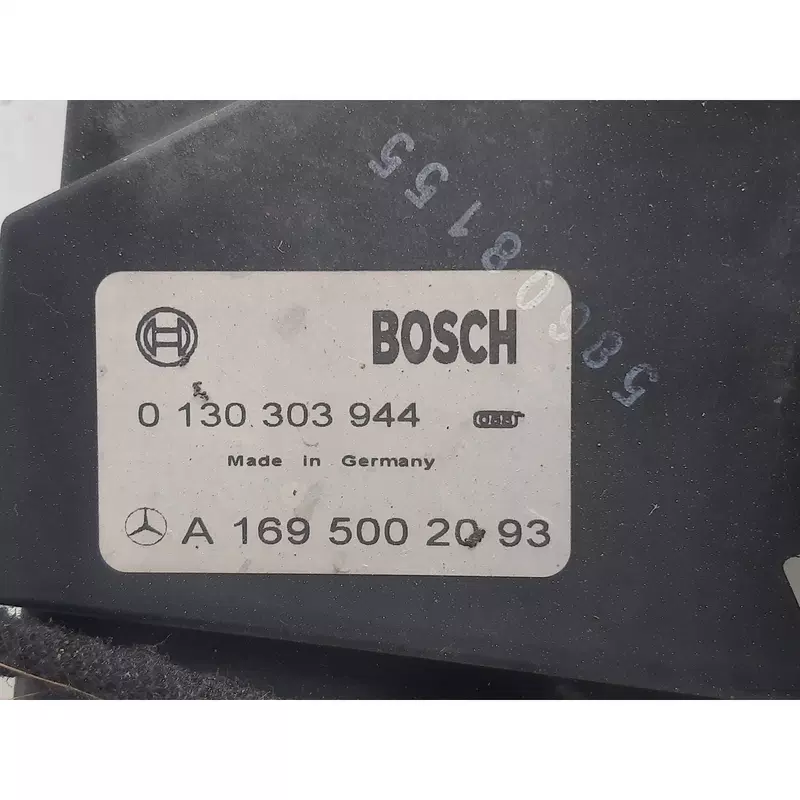 BOSCH
0 130 303 944
Made in Germany
A 169 500 20 93